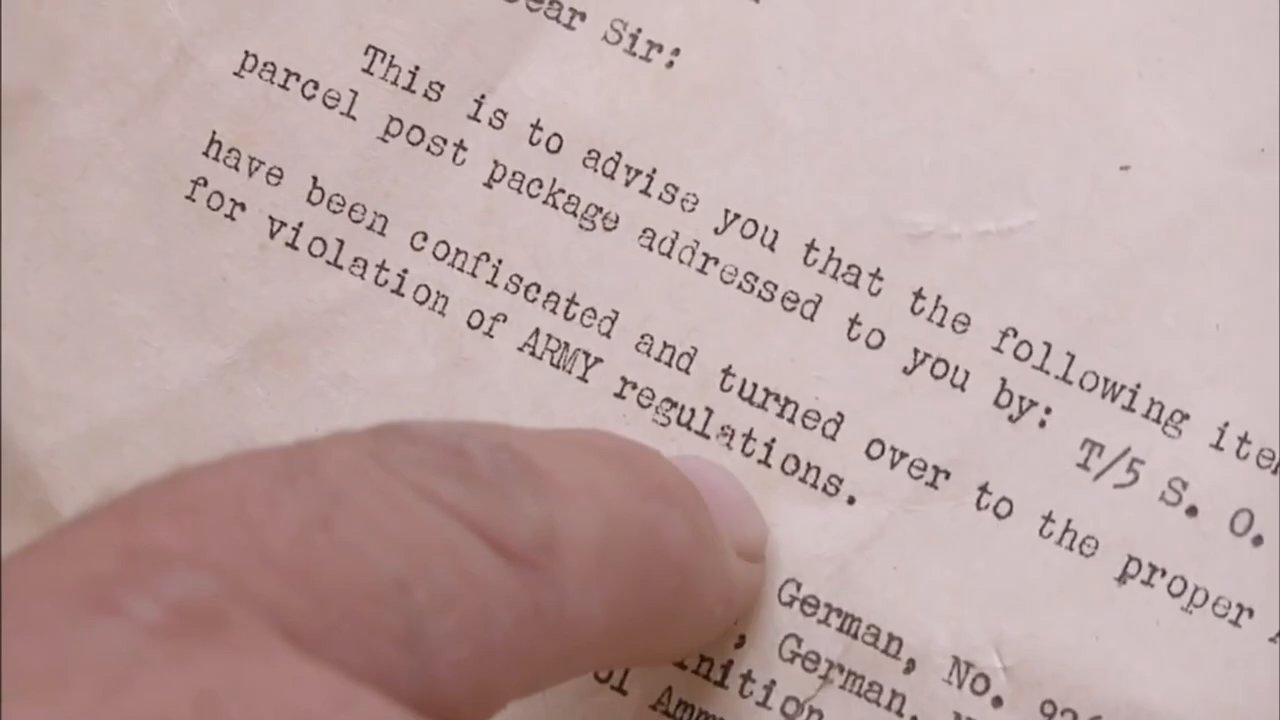 Dear Sir:
This is to advise you that the following
parcel post package addressed to you by: T/5 S. O.
have been confiscated and turned over to the proper
for violation of ARMY regulations.
German, No.
, German,